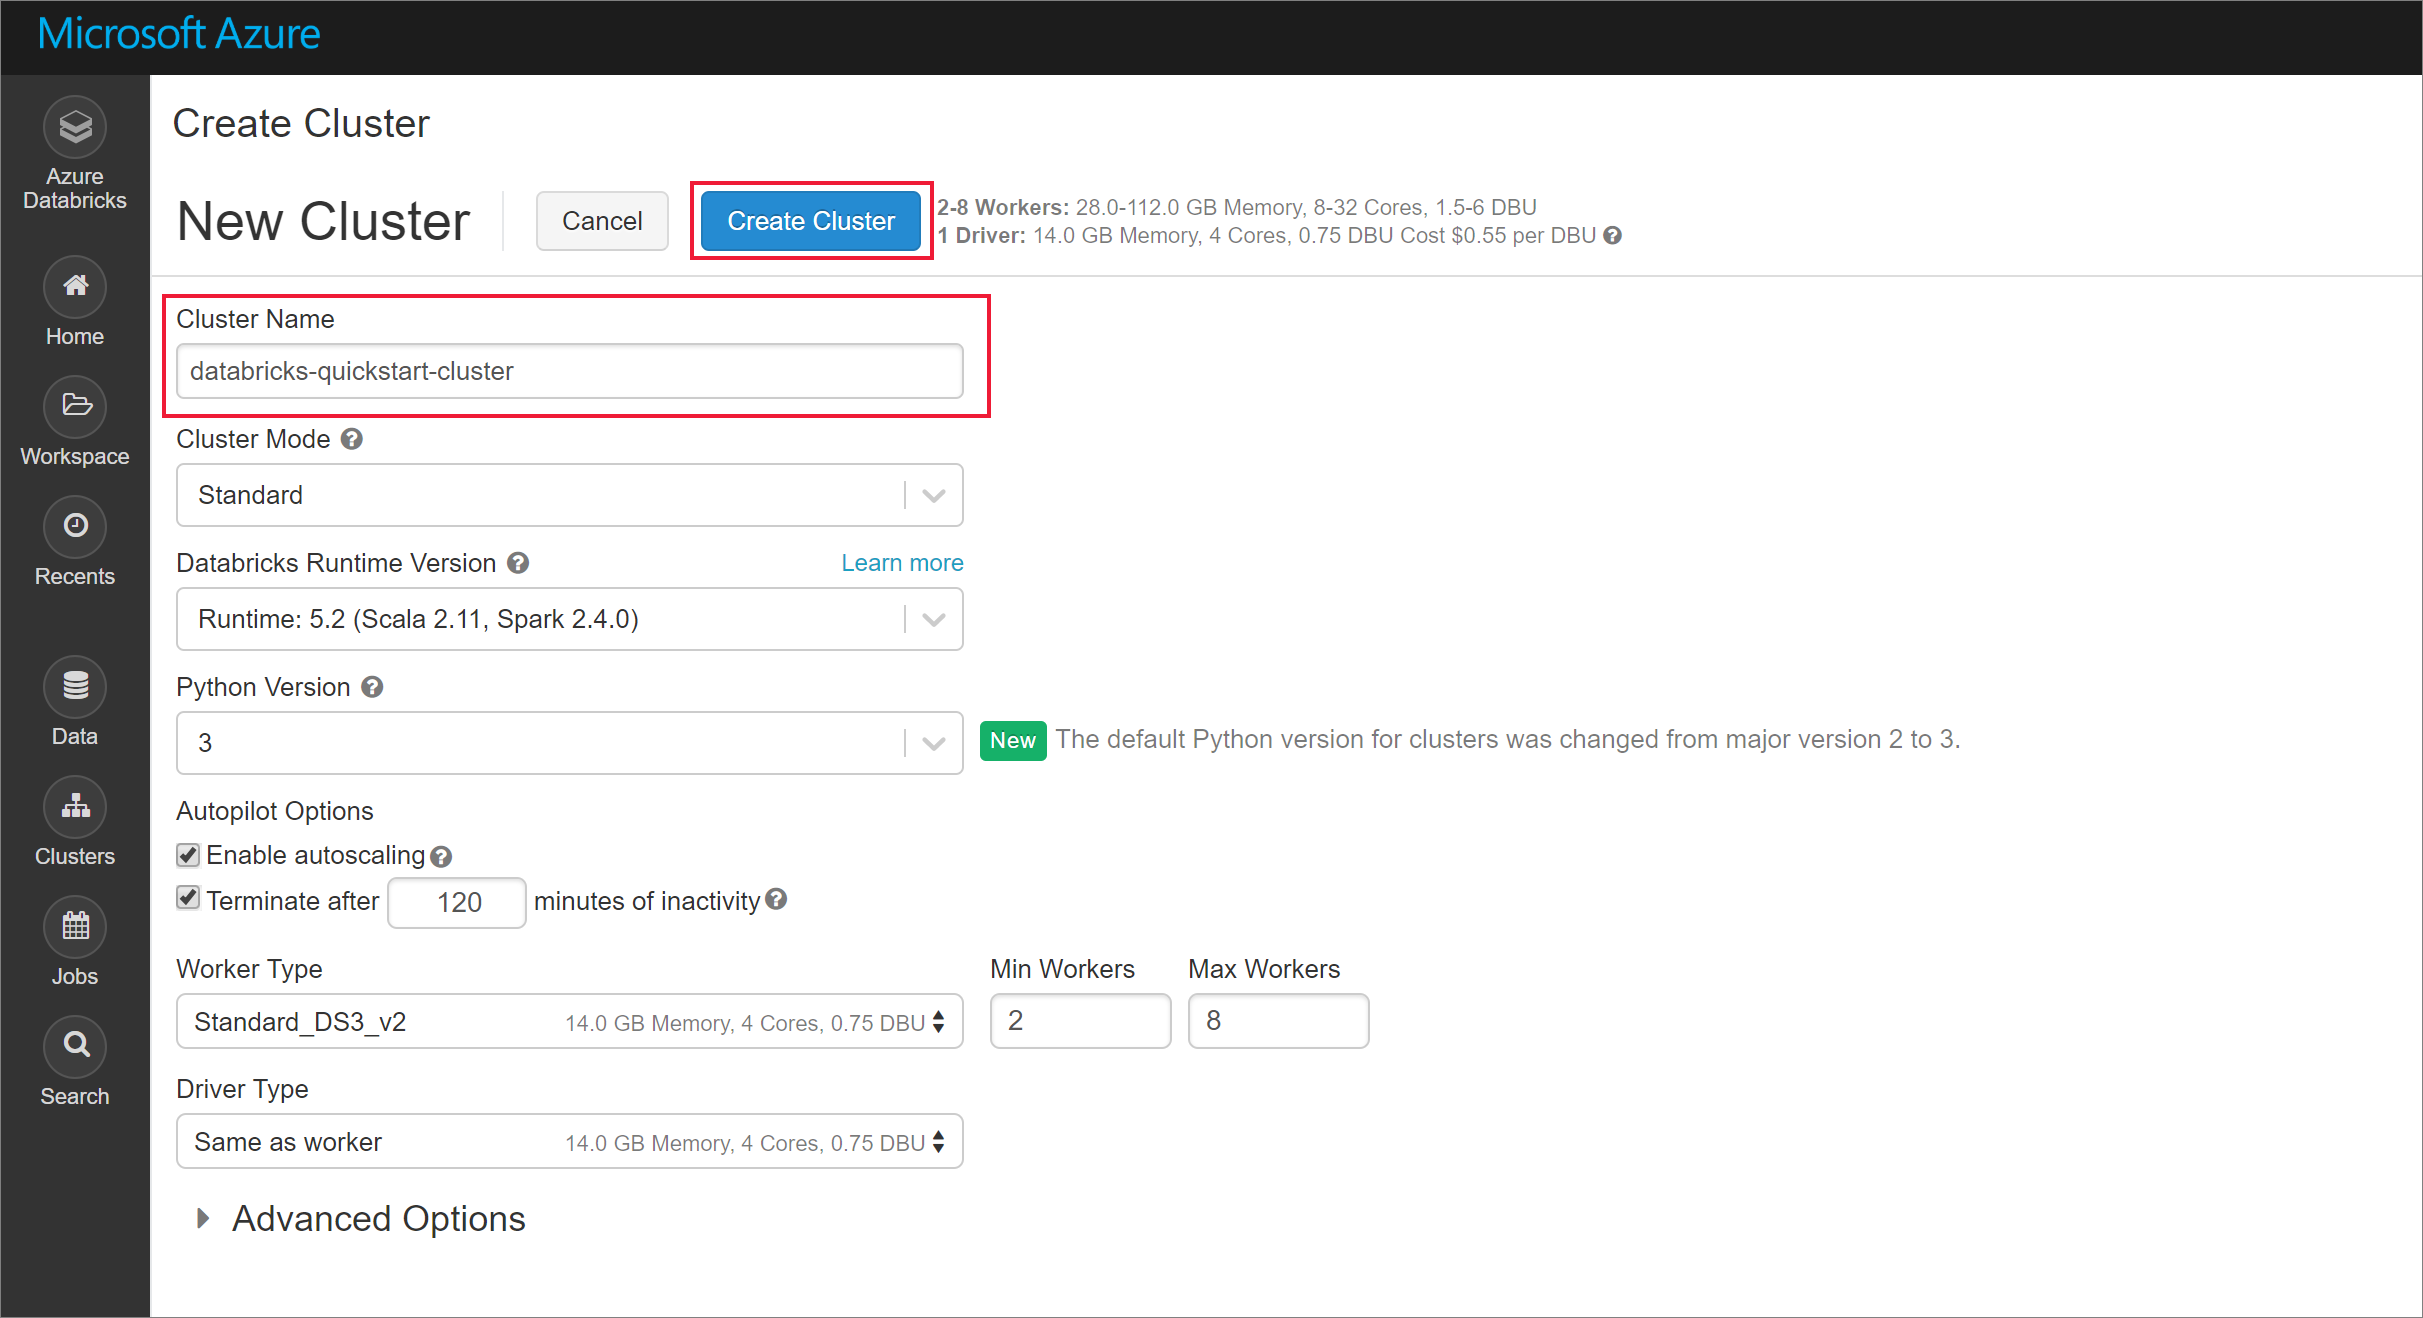 Microsoft Azure
Azure
Databricks
Home
Workspace
Recents
Data
Clusters
Jobs
Search
Create Cluster
New Cluster
Cancel
Create Cluster
2-8 Workers: 28.0-112.0 GB Memory, 8-32 Cores, 1.5-6 DBU
1 Driver: 14.0 GB Memory, 4 Cores, 0.75 DBU Cost $0.55 per DBU ?
Cluster Name
databricks-quickstart-cluster
Cluster Mode ?
Standard
Databricks Runtime Version ? Learn more
Runtime: 5.2 (Scala 2.11, Spark 2.4.0)
Python Version ?
3
New The default Python version for clusters was changed from major version 2 to 3.
Autopilot Options
Enable autoscaling ?
Terminate after 120 minutes of inactivity ?
Worker Type Min Workers Max Workers
Standard_DS3_v2 14.0 GB Memory, 4 Cores, 0.75 DBU 2 8
Driver Type
Same as worker 14.0 GB Memory, 4 Cores, 0.75 DBU
Advanced Options